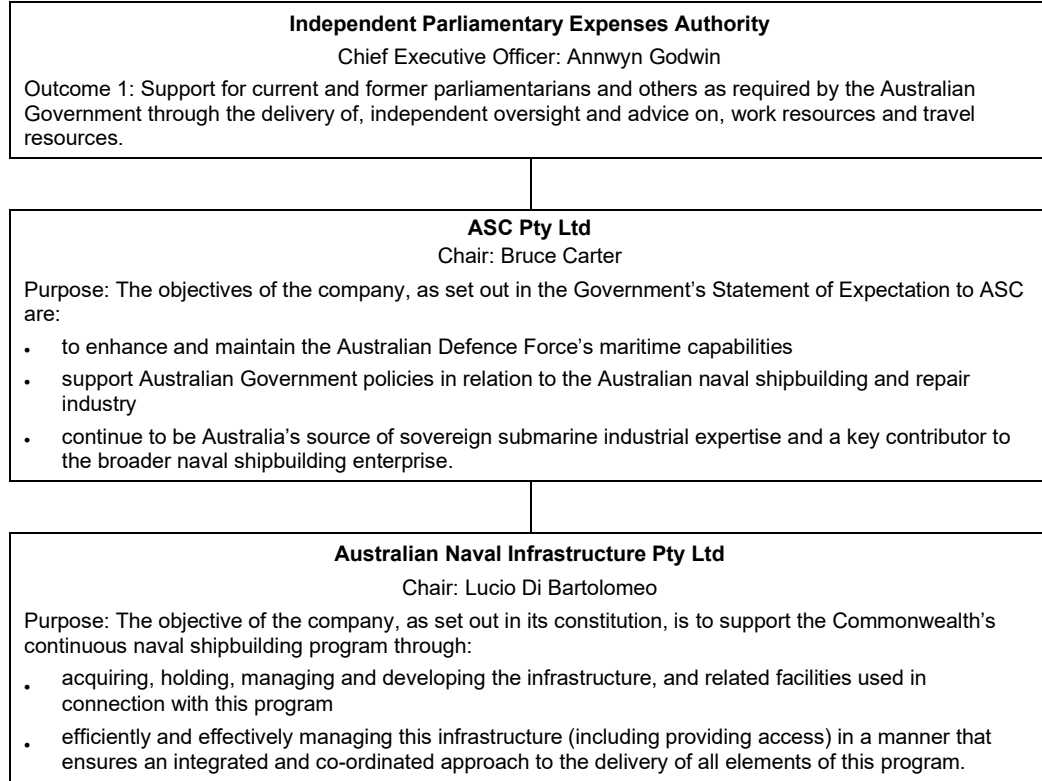 Independent Parliamentary Expenses Authority
Chief Executive Officer: Annwyn Godwin
Outcome 1: Support for current and former parliamentarians and others as required by the Australian
Government through the delivery of, independent oversight and advice on, work resources and travel
resources.
ASC Pty Ltd
Chair: Bruce Carter
Purpose: The objectives of the company, as set out in the Government’s Statement of Expectation to ASC
are:
• to enhance and maintain the Australian Defence Force’s maritime capabilities
• support Australian Government policies in relation to the Australian naval shipbuilding and repair
industry
• continue to be Australia’s source of sovereign submarine industrial expertise and a key contributor to
the broader naval shipbuilding enterprise.
Australian Naval Infrastructure Pty Ltd
Chair: Lucio Di Bartolomeo
Purpose: The objective of the company, as set out in its constitution, is to support the Commonwealth’s
continuous naval shipbuilding program through:
• acquiring, holding, managing and developing the infrastructure, and related facilities used in
connection with this program
• efficiently and effectively managing this infrastructure (including providing access) in a manner that
ensures an integrated and co-ordinated approach to the delivery of all elements of this program.